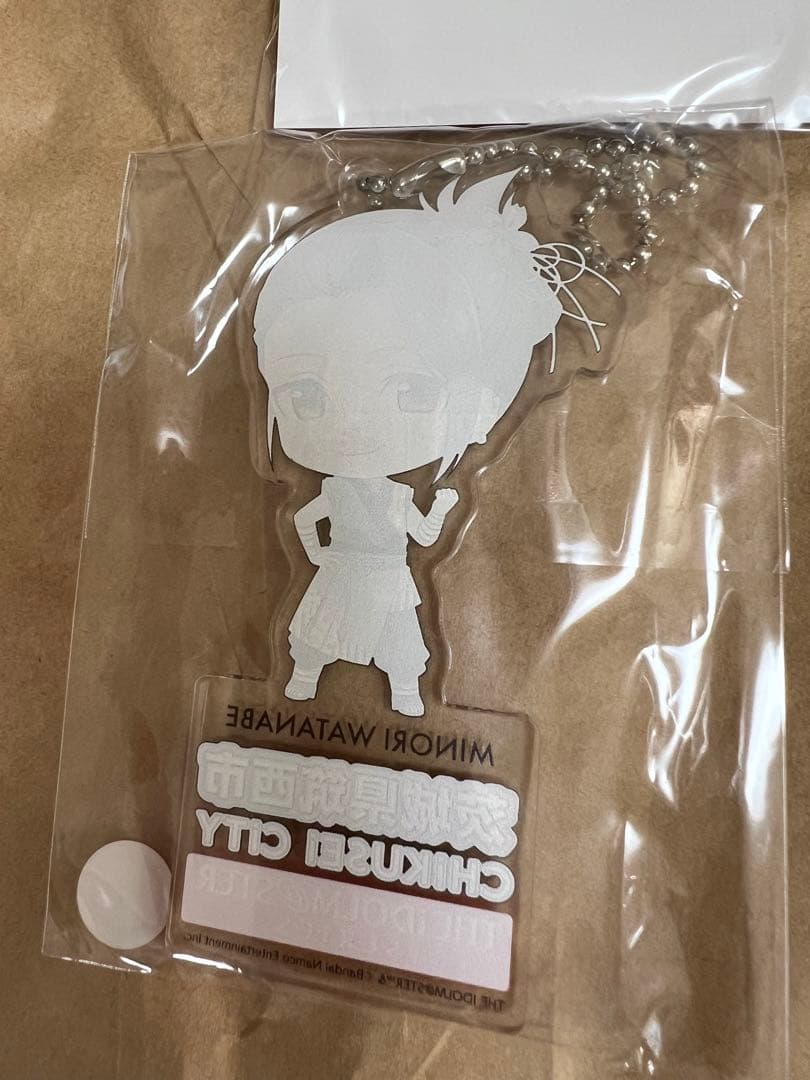 MINORI WATANABE
茨城県筑西市
CHIKUSEI CITY
THE IDOLM@STER
THE IDOLM@STER™& ©Bandai Namco Entertainment Inc.